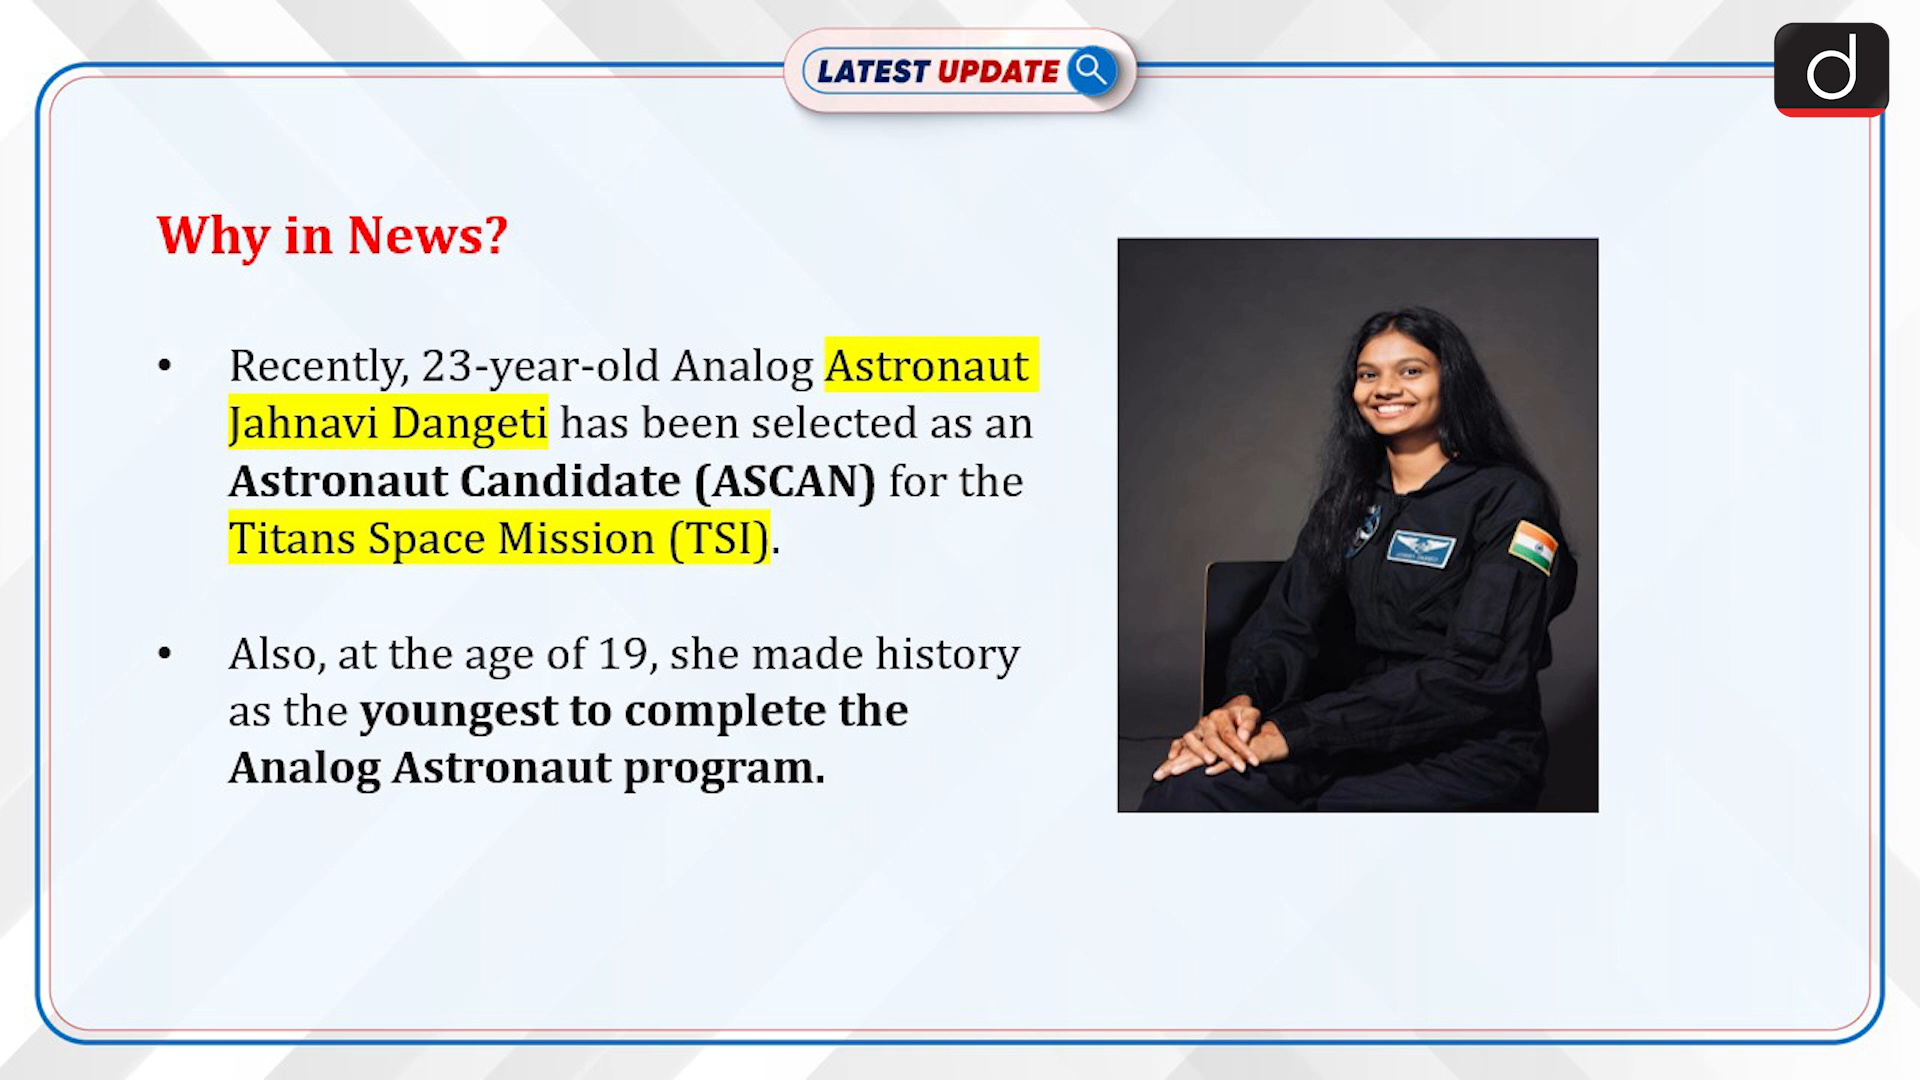 LATEST UPDATE
d
Why in News?
• Recently, 23-year-old Analog Astronaut
Jahnavi Dangeti has been selected as an
Astronaut Candidate (ASCAN) for the
Titans Space Mission (TSI).
• Also, at the age of 19, she made history
as the youngest to complete the
Analog Astronaut program.